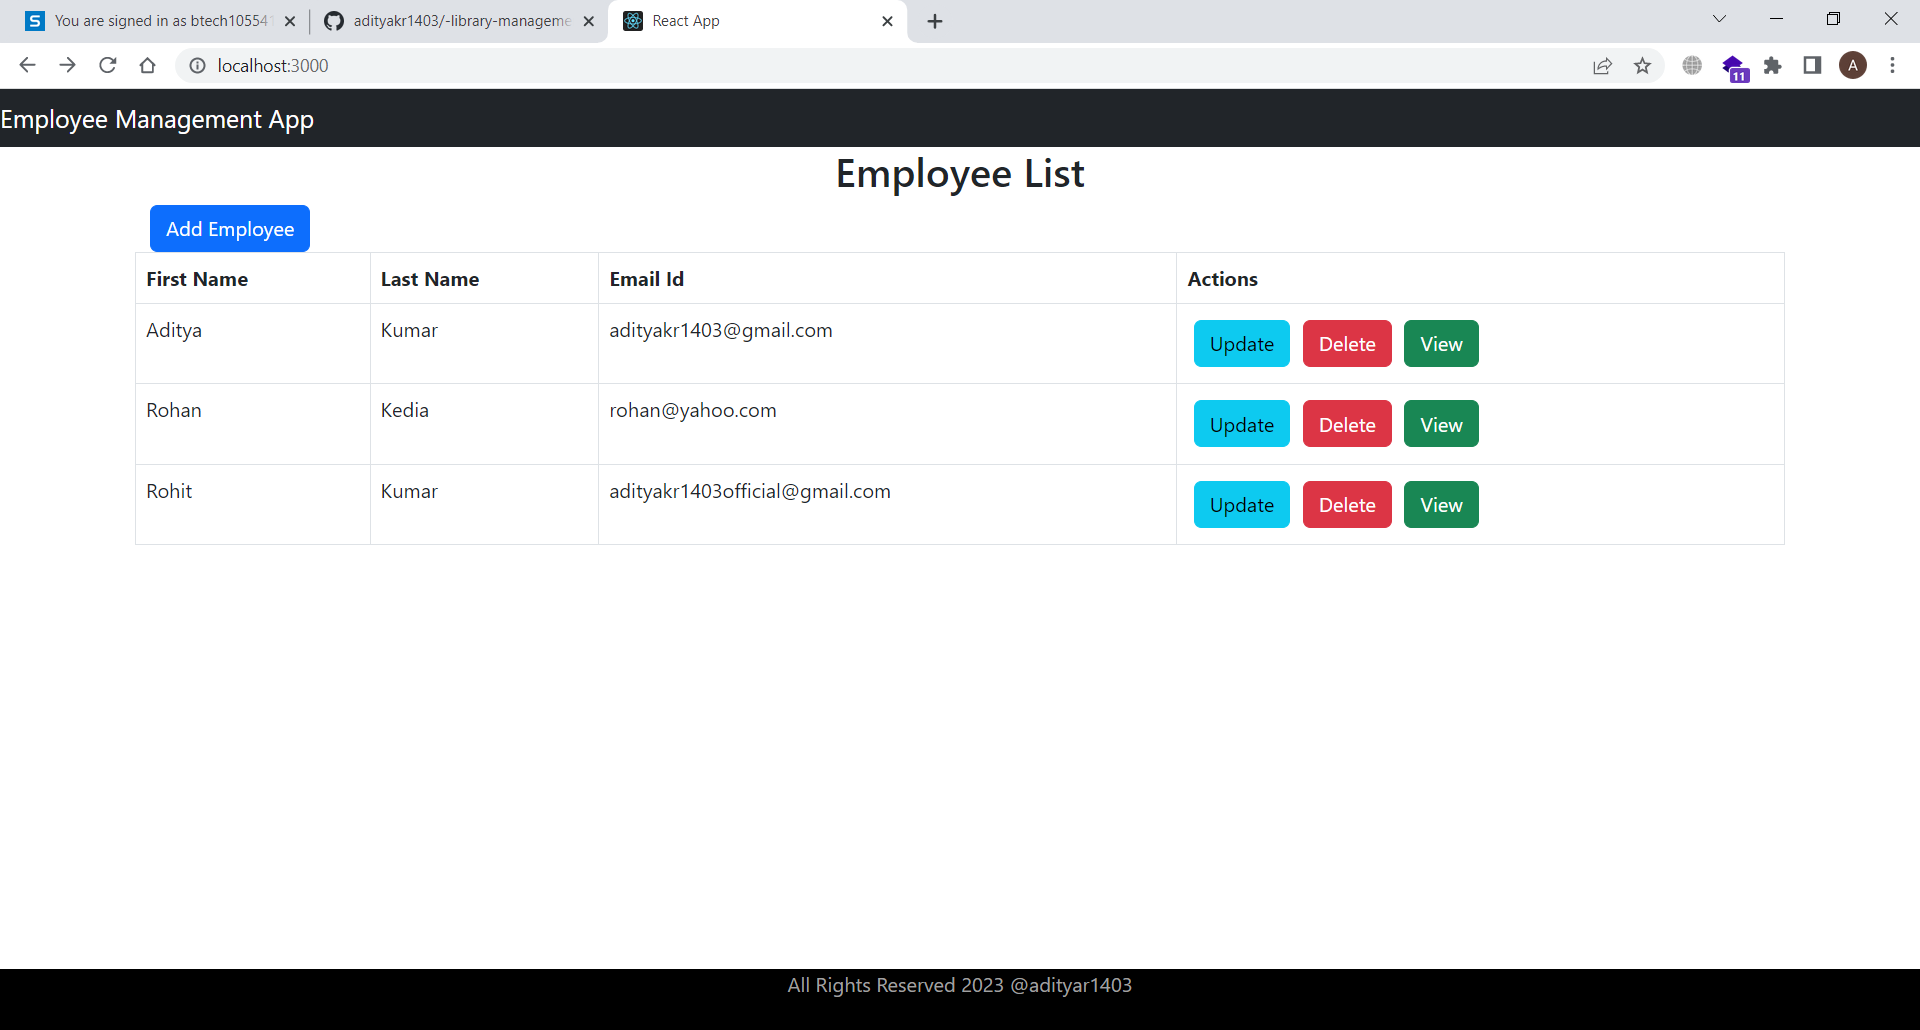 You are signed in as btech10554
adityakr1403/-library-manageme
React App
localhost:3000
11
A
Employee Management App
Employee List
Add Employee
First Name Last Name Email Id Actions
Aditya Kumar adityakr1403@gmail.com Update Delete View
Rohan Kedia rohan@yahoo.com Update Delete View
Rohit Kumar adityakr1403official@gmail.com Update Delete View
All Rights Reserved 2023 @adityar1403